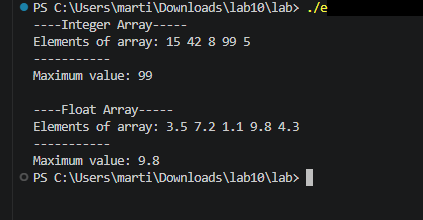 PS C:\Users\marti\Downloads\lab10\lab> ./e
----Integer Array-----
Elements of array: 15 42 8 99 5
-----------
Maximum value: 99
----Float Array-----
Elements of array: 3.5 7.2 1.1 9.8 4.3
-----------
Maximum value: 9.8
PS C:\Users\marti\Downloads\lab10\lab>